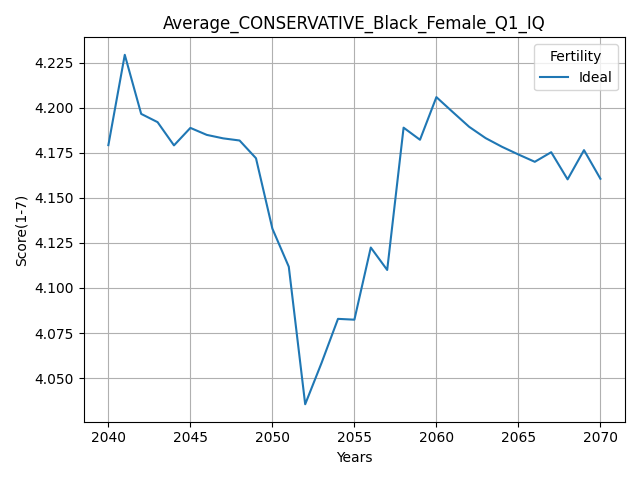 Average_CONSERVATIVE_Black_Female_Q1_IQ
Fertility
Ideal
4.225
4.200
4.175
4.150
4.125
4.100
4.075
4.050
Score(1-7)
2040 2045 2050 2055 2060 2065 2070
Years